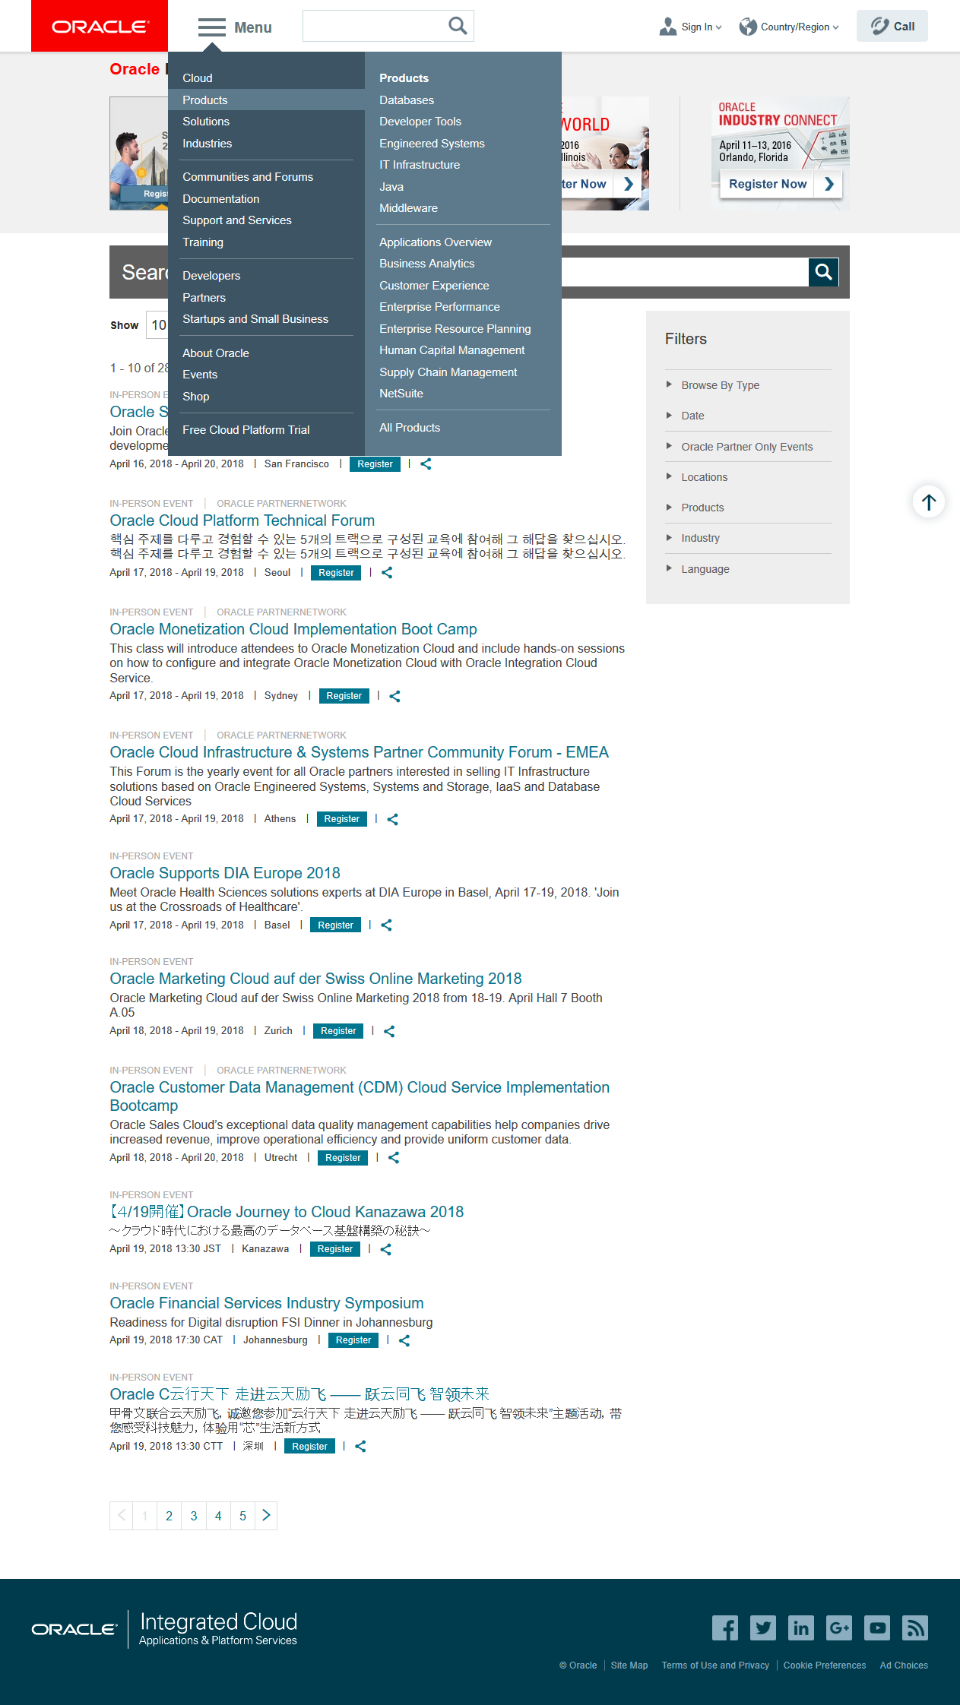 ORACLE
Menu
Sign In
Country/Region
Call
Oracle
Cloud
Products
Solutions
Industries
Communities and Forums
Documentation
Support and Services
Training
Developers
Partners
Startups and Small Business
About Oracle
Events
Shop
Free Cloud Platform Trial
Products
Databases
Developer Tools
Engineered Systems
IT Infrastructure
Java
Middleware
Applications Overview
Business Analytics
Customer Experience
Enterprise Performance
Enterprise Resource Planning
Human Capital Management
Supply Chain Management
NetSuite
All Products
WORLD
2016
Now
ORACLE
INDUSTRY CONNECT
April 11–13, 2016
Orlando, Florida
Register Now
Show 10
1 - 10 of
IN-PERSON
Oracle
Join
April 16, 2018 - April 20, 2018 | San Francisco | Register |
IN-PERSON EVENT | ORACLE PARTNERNETWORK
Oracle Cloud Platform Technical Forum
핵심 주제를 다루고 경험할 수 있는 5개의 트랙으로 구성된 교육에 참여해 그 해답을 찾으십시오.
핵심 주제를 다루고 경험할 수 있는 5개의 트랙으로 구성된 교육에 참여해 그 해답을 찾으십시오.
April 17, 2018 - April 19, 2018 | Seoul | Register |
IN-PERSON EVENT | ORACLE PARTNERNETWORK
Oracle Monetization Cloud Implementation Boot Camp
This class will introduce attendees to Oracle Monetization Cloud and include hands-on sessions
on how to configure and integrate Oracle Monetization Cloud with Oracle Integration Cloud
Service.
April 17, 2018 - April 19, 2018 | Sydney | Register |
IN-PERSON EVENT | ORACLE PARTNERNETWORK
Oracle Cloud Infrastructure & Systems Partner Community Forum - EMEA
This Forum is the yearly event for all Oracle partners interested in selling IT Infrastructure
solutions based on Oracle Engineered Systems, Systems and Storage, IaaS and Database
Cloud Services
April 17, 2018 - April 19, 2018 | Athens | Register |
IN-PERSON EVENT
Oracle Supports DIA Europe 2018
Meet Oracle Health Sciences solutions experts at DIA Europe in Basel, April 17-19, 2018. 'Join
us at the Crossroads of Healthcare'.
April 17, 2018 - April 19, 2018 | Basel | Register |
IN-PERSON EVENT
Oracle Marketing Cloud auf der Swiss Online Marketing 2018
Oracle Marketing Cloud auf der Swiss Online Marketing 2018 from 18-19. April Hall 7 Booth
A.05
April 18, 2018 - April 19, 2018 | Zurich | Register |
IN-PERSON EVENT | ORACLE PARTNERNETWORK
Oracle Customer Data Management (CDM) Cloud Service Implementation
Bootcamp
Oracle Sales Cloud's exceptional data quality management capabilities help companies drive
increased revenue, improve operational efficiency and provide uniform customer data.
April 18, 2018 - April 20, 2018 | Utrecht | Register |
IN-PERSON EVENT
【4/19開催】Oracle Journey to Cloud Kanazawa 2018
～クラウド時代における最高のデータベース基盤構築の秘訣～
April 19, 2018 13:30 JST | Kanazawa | Register |
IN-PERSON EVENT
Oracle Financial Services Industry Symposium
Readiness for Digital disruption FSI Dinner in Johannesburg
April 19, 2018 17:30 CAT | Johannesburg | Register |
IN-PERSON EVENT
Oracle C云行天下 走进云天励飞 —— 跃云同飞 智领未来
甲骨文联合云天励飞，诚邀您参加“云行天下 走进云天励飞 —— 跃云同飞 智领未来”主题活动，带
您感受科技魅力，体验用“芯”生活新方式
April 19, 2018 13:30 CTT | 深圳 | Register |
Filters
Browse By Type
Date
Oracle Partner Only Events
Locations
Products
Industry
Language
1 2 3 4 5
ORACLE | Integrated Cloud
Applications & Platform Services
© Oracle | Site Map Terms of Use and Privacy | Cookie Preferences Ad Choices